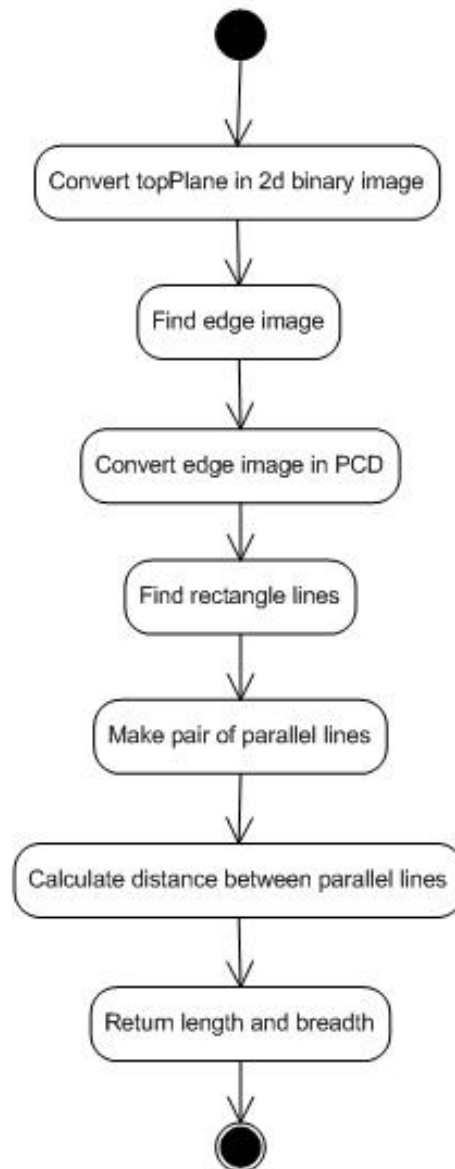 Convert topPlane in 2d binary image
Find edge image
Convert edge image in PCD
Find rectangle lines
Make pair of parallel lines
Calculate distance between parallel lines
Return length and breadth